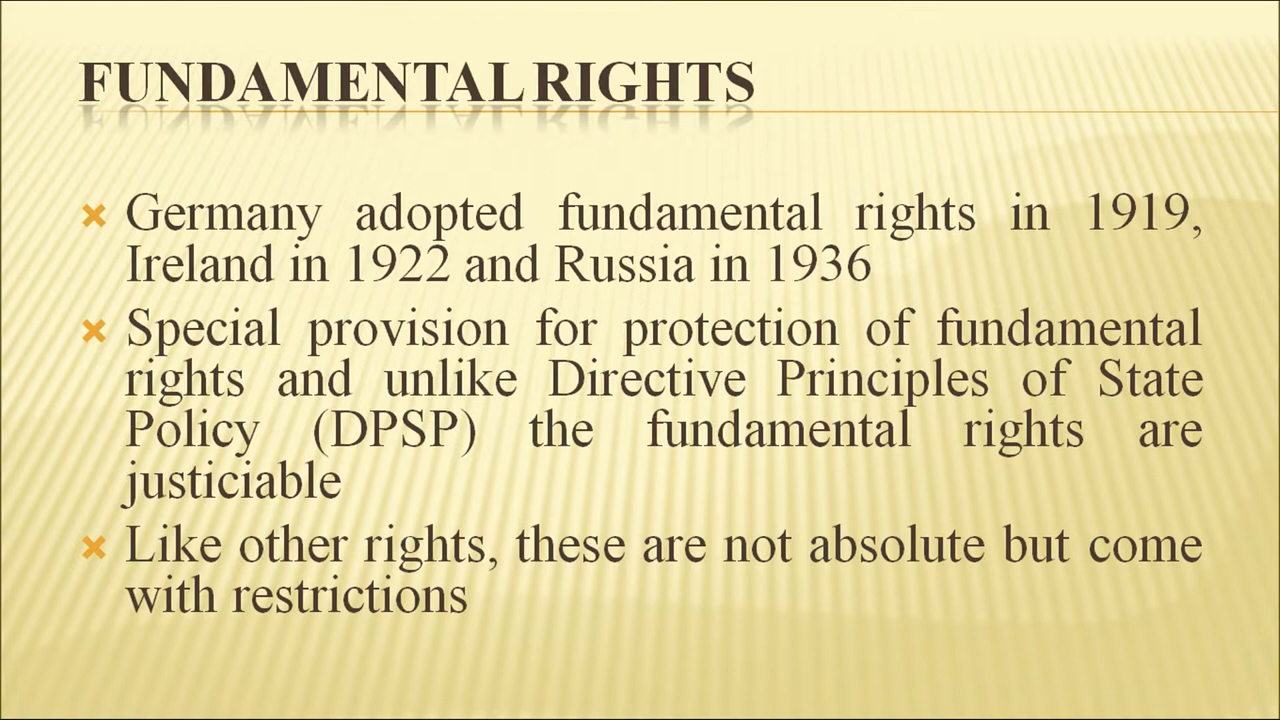 FUNDAMENTAL RIGHTS
Germany adopted fundamental rights in 1919,
Ireland in 1922 and Russia in 1936
Special provision for protection of fundamental
rights and unlike Directive Principles of State
Policy (DPSP) the fundamental rights are
justiciable
Like other rights, these are not absolute but come
with restrictions